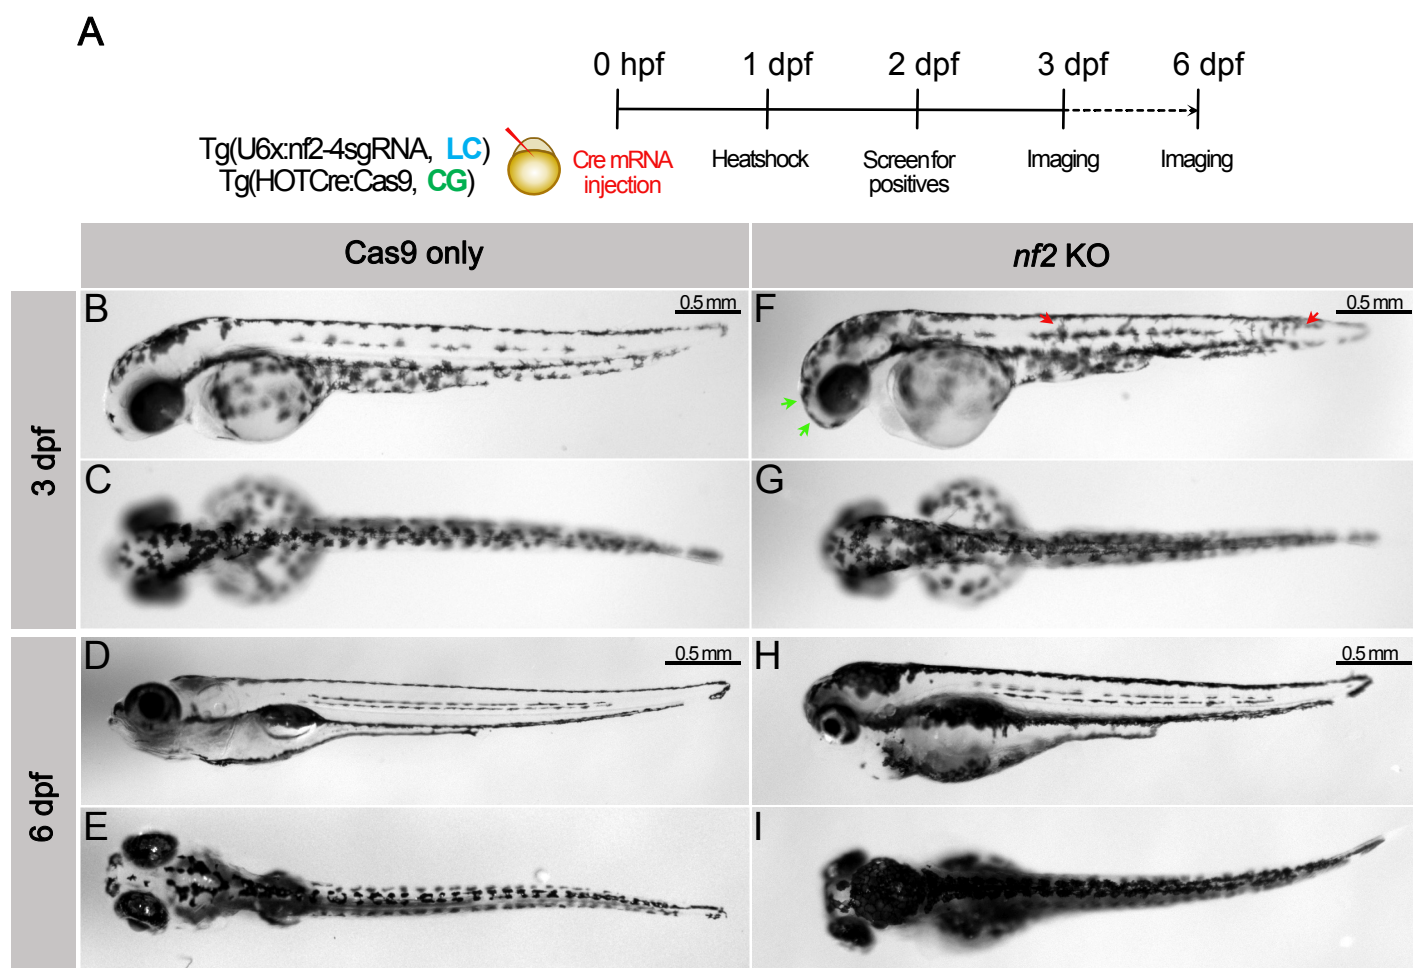 A
0 hpf
1 dpf
2 dpf
3 dpf
6 dpf
Tg(U6x:nf2-4sgRNA, LC)
Tg(HOTCre:Cas9, CG)
Cre mRNA
injection
Heatshock
Screen for
positives
Imaging
Imaging
Cas9 only
nf2 KO
3 dpf
B
0.5 mm
F
0.5 mm
C
G
6 dpf
D
0.5 mm
H
0.5 mm
E
I